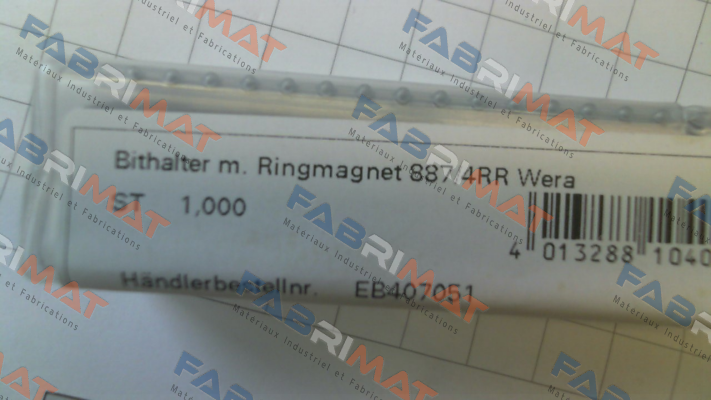 Bithalter m. Ringmagnet 887/4RR Wera
ST 1,000
4 013288 1040
Händlerbestellnr. EB407051
FABRIMAT
Materiaux Industriel et Fabrications